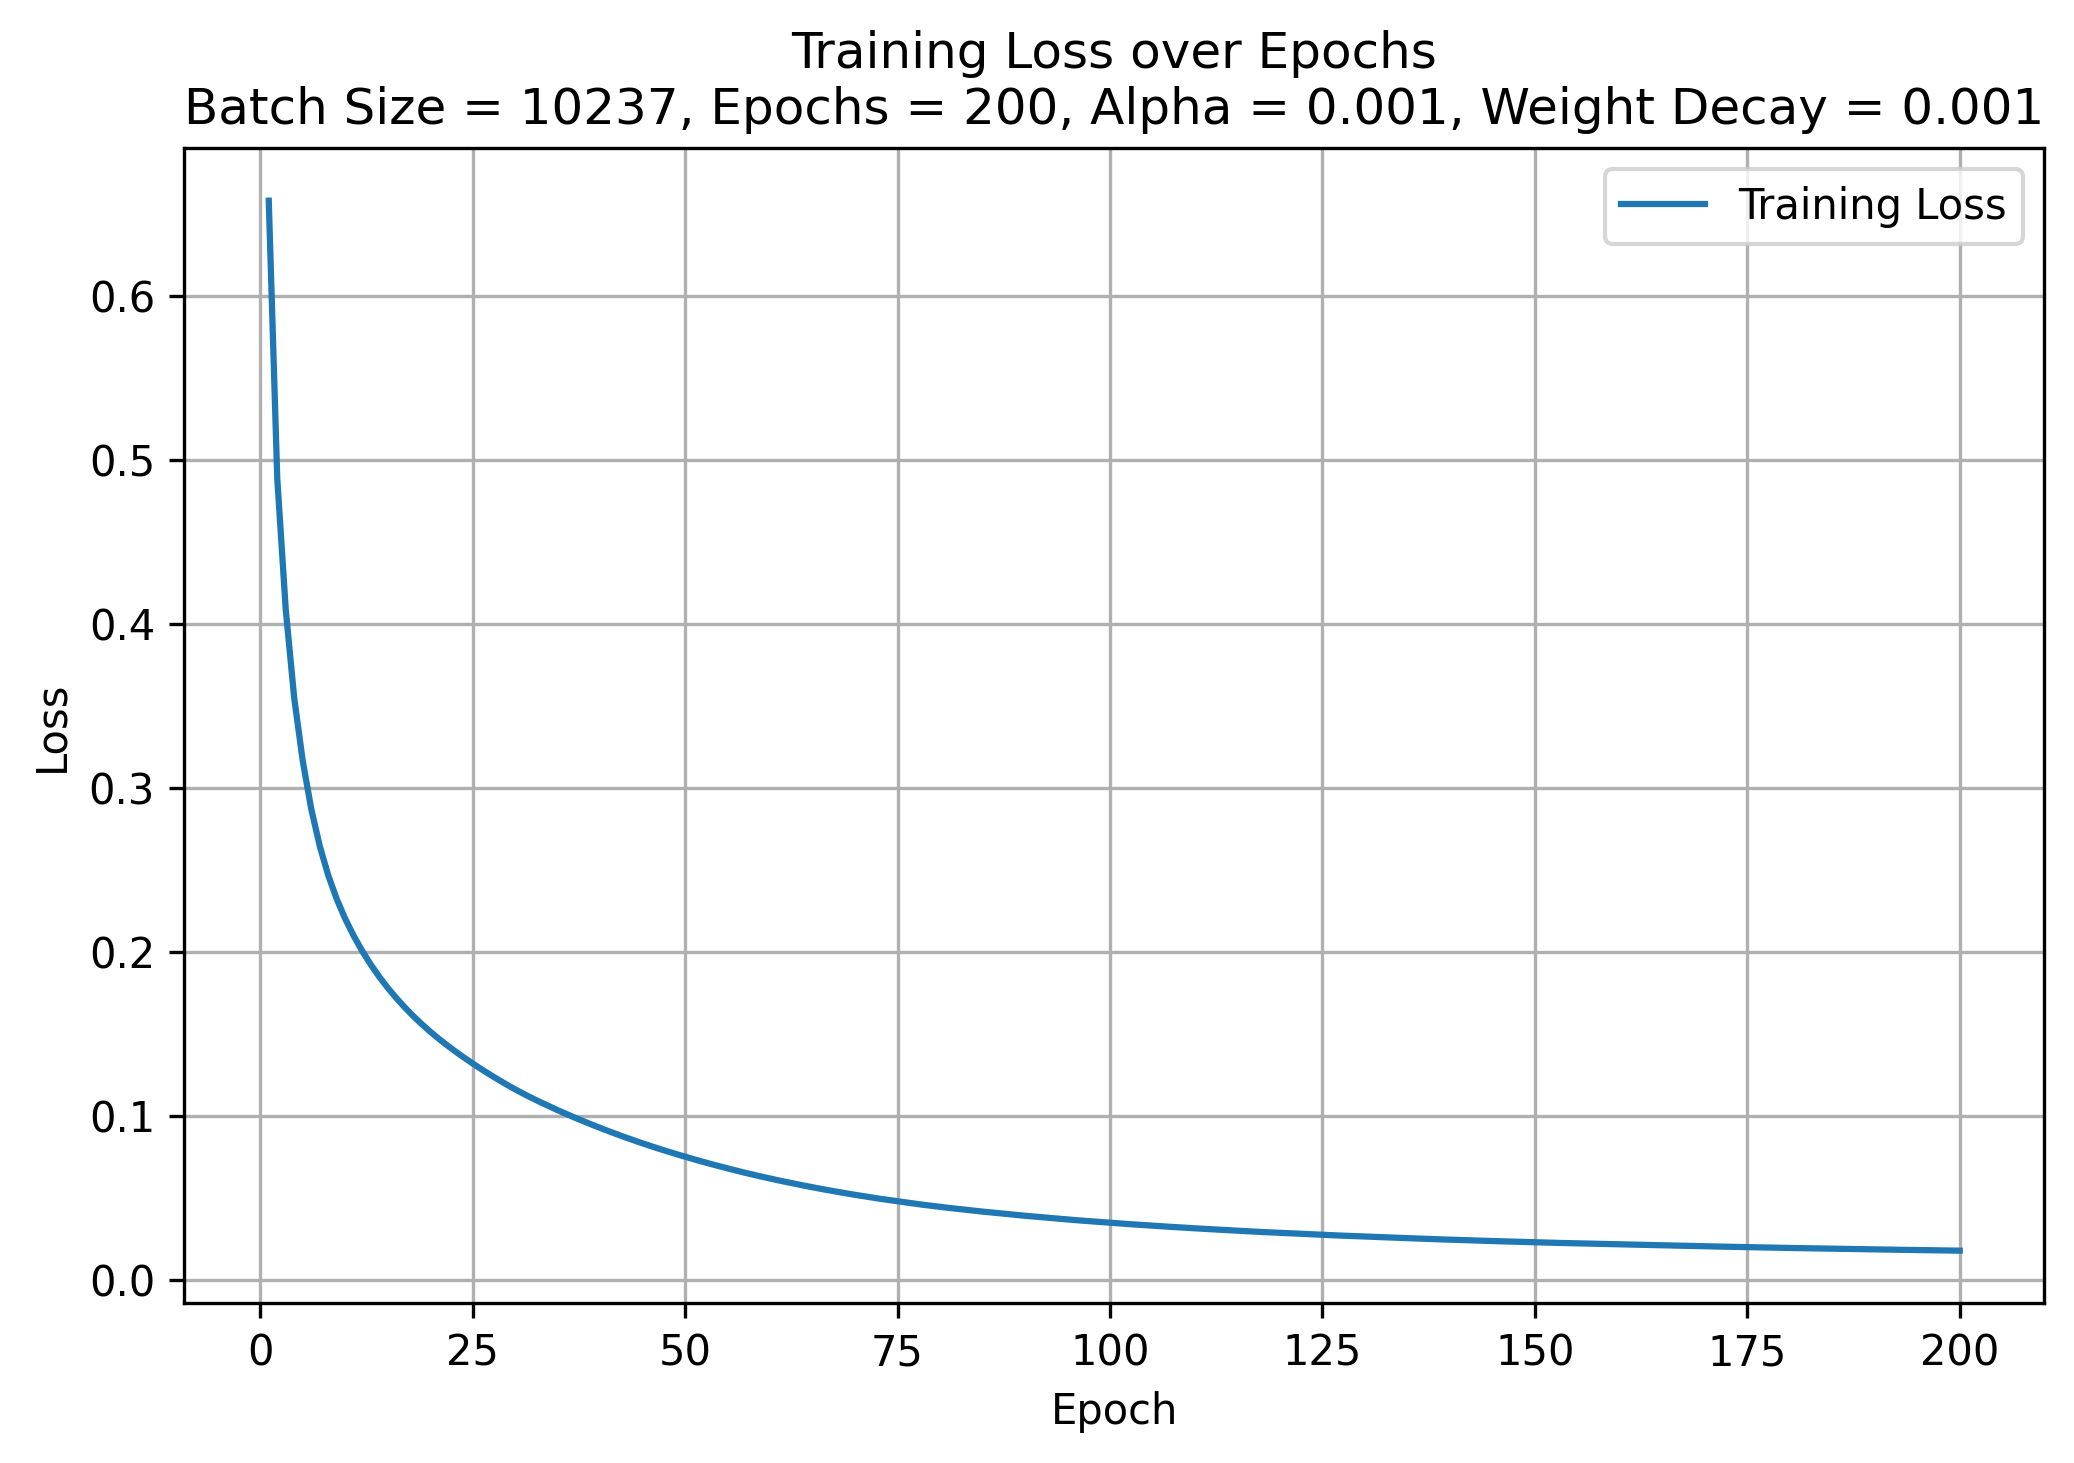 Training Loss over Epochs
Batch Size = 10237, Epochs = 200, Alpha = 0.001, Weight Decay = 0.001
Training Loss
0.6
0.5
0.4
0.3
0.2
0.1
0.0
Loss
0 25 50 75 100 125 150 175 200
Epoch